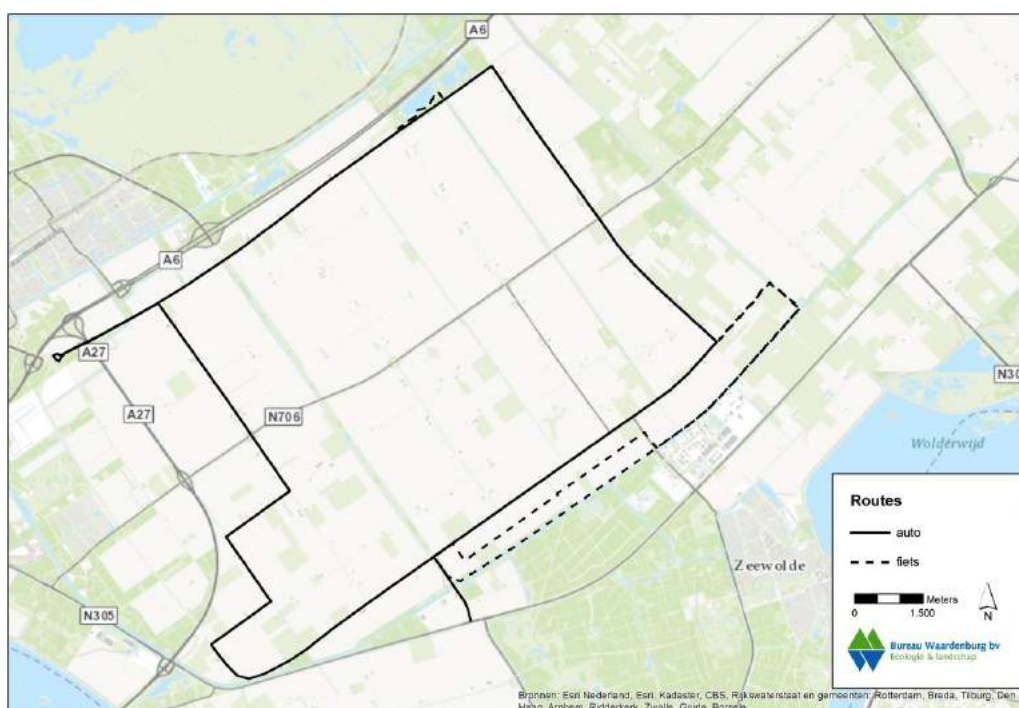 A6
A6
A27
A27
N706
N305
N30
Wolderwijd
Zeewolde
Routes
auto
fiets
Meters
0 1.500
N
Bureau Waardenburg bv
Ecologie & landschap
Bronnen: Esri Nederland, Esri, Kadaster, CBS, Rijkswaterstaat en gemeenten: Rotterdam, Breda, Tilburg, Den
Haag, Arnhem, Ridderkerk, Zwolle, Gouda, Borsele